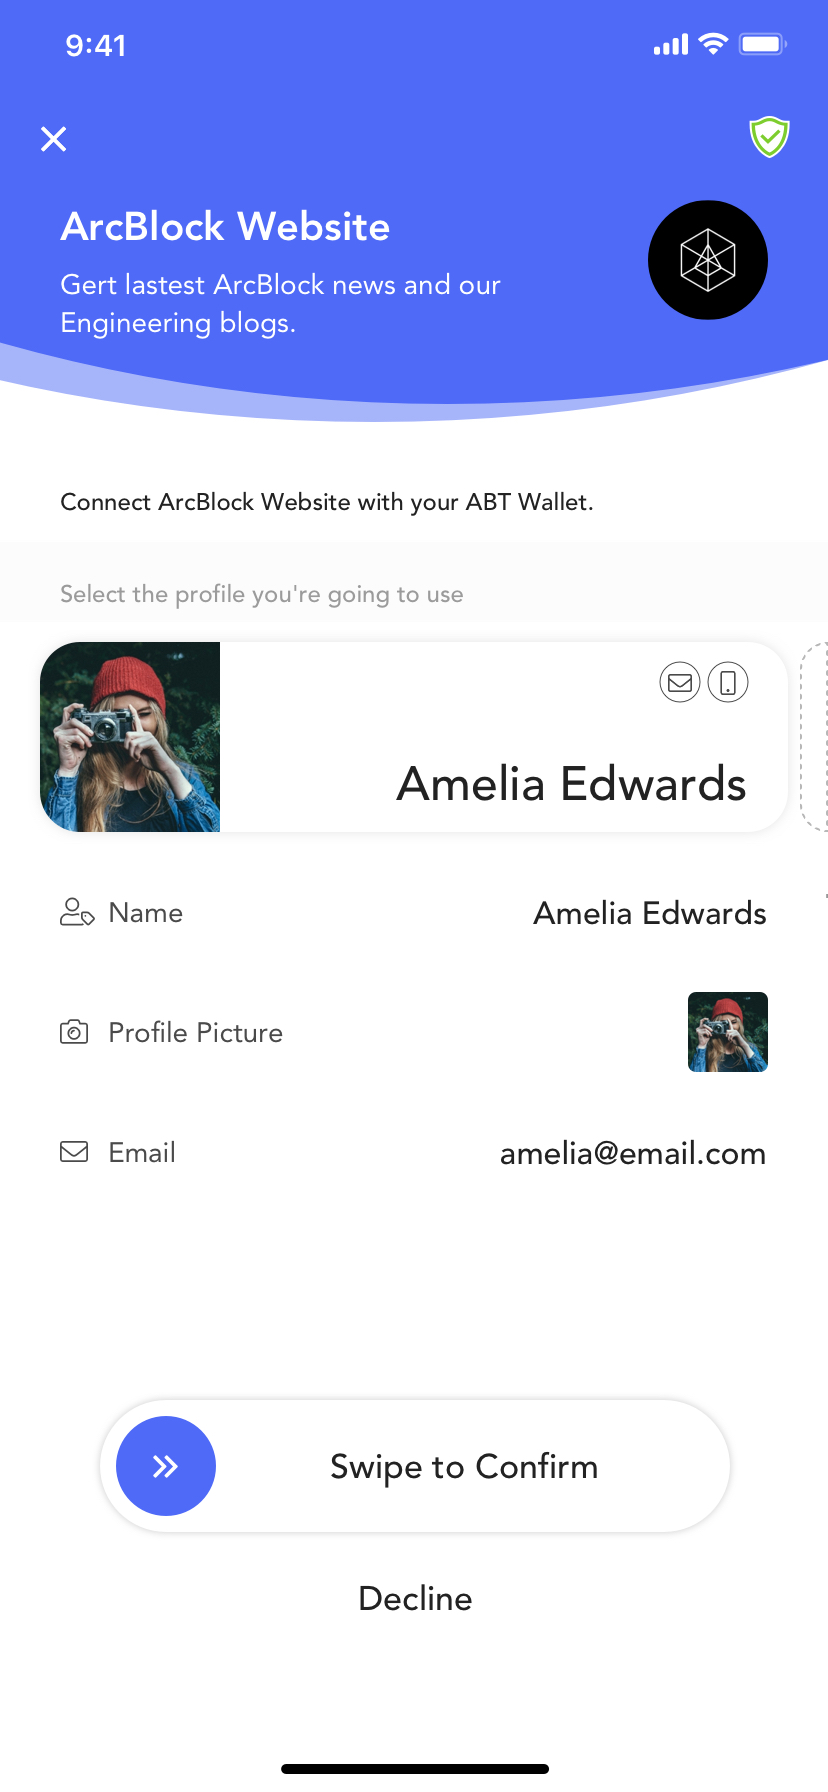 9:41
ArcBlock Website
Gert lastest ArcBlock news and our
Engineering blogs.
Connect ArcBlock Website with your ABT Wallet.
Select the profile you're going to use
Amelia Edwards
Name
Amelia Edwards
Profile Picture
Email
amelia@email.com
Swipe to Confirm
Decline